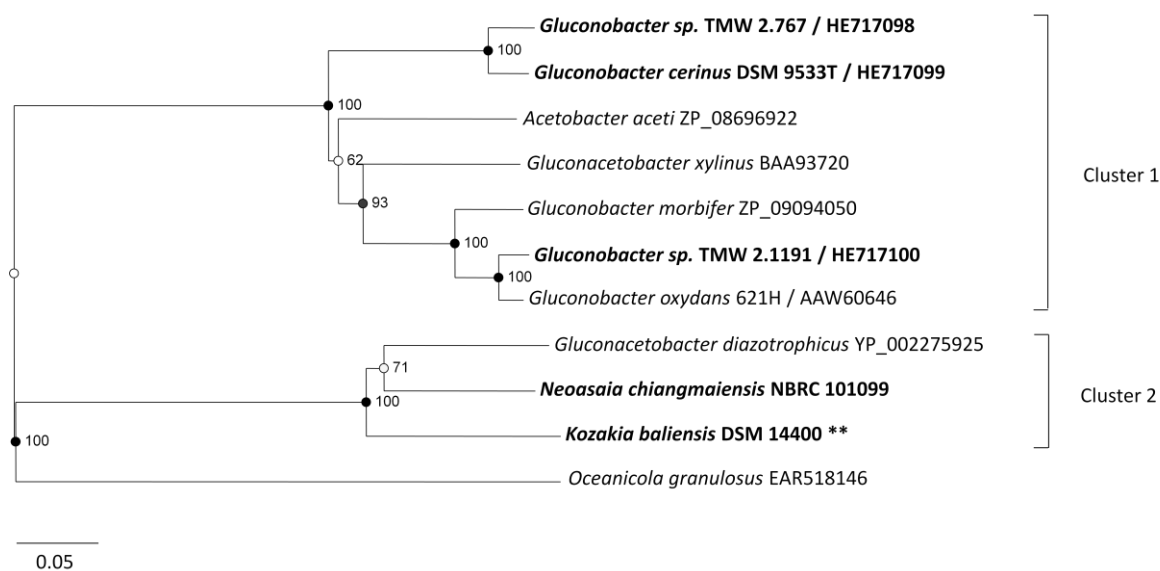 Gluconobacter sp. TMW 2.767 / HE717098
100
Gluconobacter cerinus DSM 9533T / HE717099
100
Acetobacter aceti ZP_08696922
62
Gluconacetobacter xylinus BAA93720
Cluster 1
93
Gluconobacter morbifer ZP_09094050
100
Gluconobacter sp. TMW 2.1191 / HE717100
100
Gluconobacter oxydans 621H / AAW60646
Gluconacetobacter diazotrophicus YP_002275925
71
Neoasaia chiangmaiensis NBRC 101099
Cluster 2
100
Kozakia baliensis DSM 14400 **
100
Oceanicola granulosus EAR518146
0.05